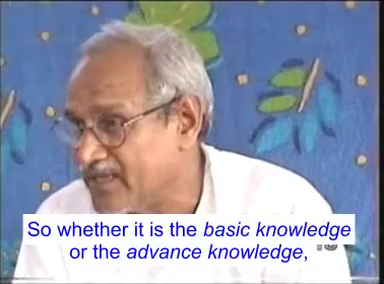 So whether it is the basic knowledge
or the advance knowledge,